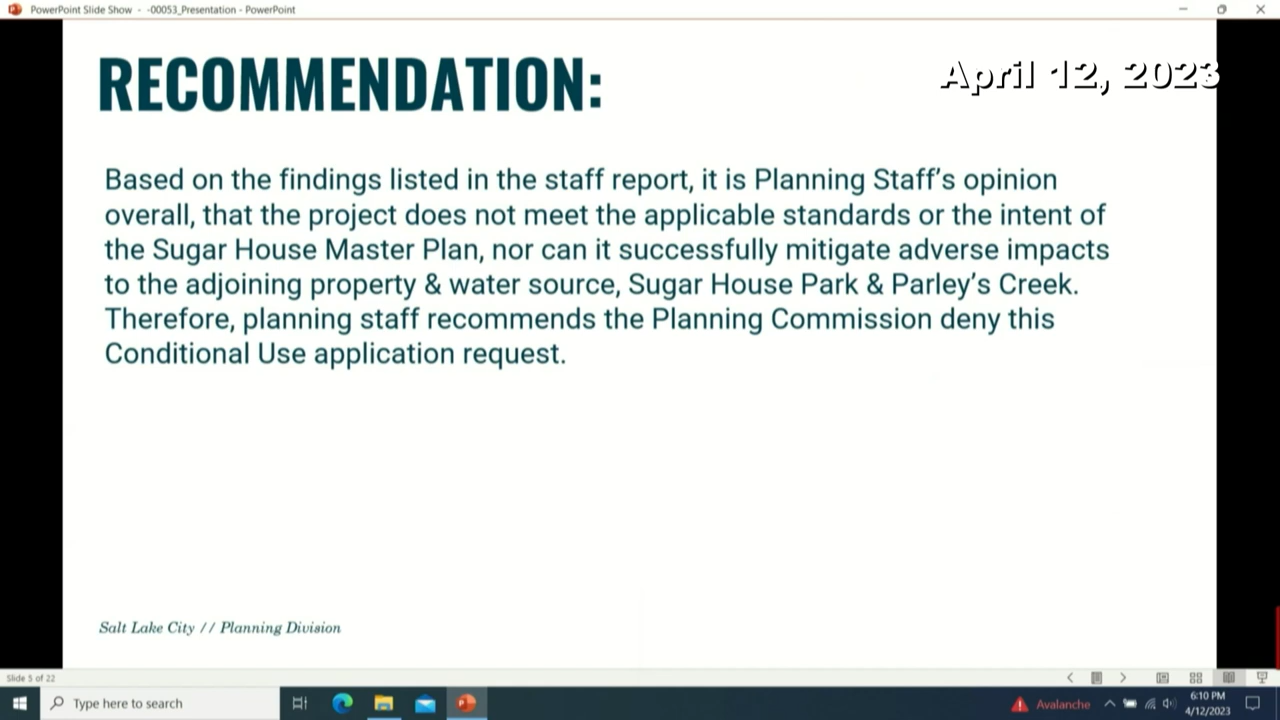 PowerPoint Slide Show - -00053_Presentation - PowerPoint
RECOMMENDATION:
April 12, 2023
Based on the findings listed in the staff report, it is Planning Staff's opinion
overall, that the project does not meet the applicable standards or the intent of
the Sugar House Master Plan, nor can it successfully mitigate adverse impacts
to the adjoining property & water source, Sugar House Park & Parley's Creek.
Therefore, planning staff recommends the Planning Commission deny this
Conditional Use application request.
Salt Lake City // Planning Division
Slide 5 of 22
Type here to search
Avalanche
6:10 PM
4/12/2023